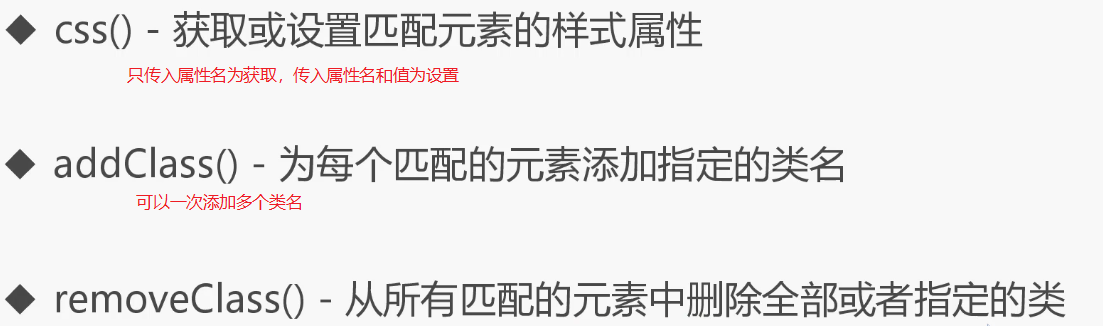 ◆ css() - 获取或设置匹配元素的样式属性
只传入属性名为获取，传入属性名和值为设置
◆ addClass() - 为每个匹配的元素添加指定的类名
可以一次添加多个类名
◆ removeClass() - 从所有匹配的元素中删除全部或者指定的类